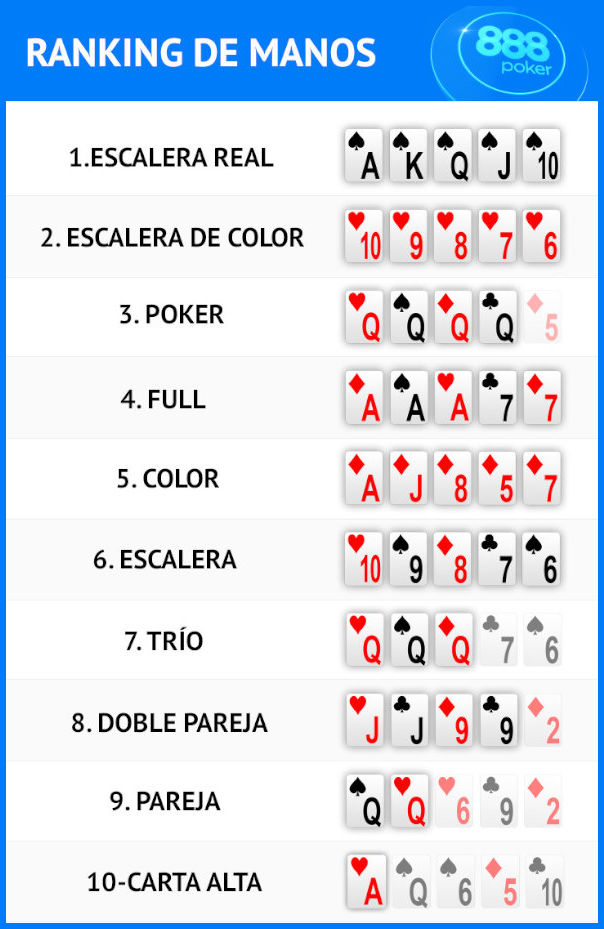 RANKING DE MANOS
888
poker
1.ESCALERA REAL
A K Q J 10
2. ESCALERA DE COLOR
10 9 8 7 6
3. POKER
Q Q Q Q 5
4. FULL
A A A 7 7
5. COLOR
A J 8 5 7
6. ESCALERA
10 9 8 7 6
7. TRÍO
Q Q Q 7 6
8. DOBLE PAREJA
J J 9 9 2
9. PAREJA
Q Q 6 9 2
10-CARTA ALTA
A Q 6 5 10